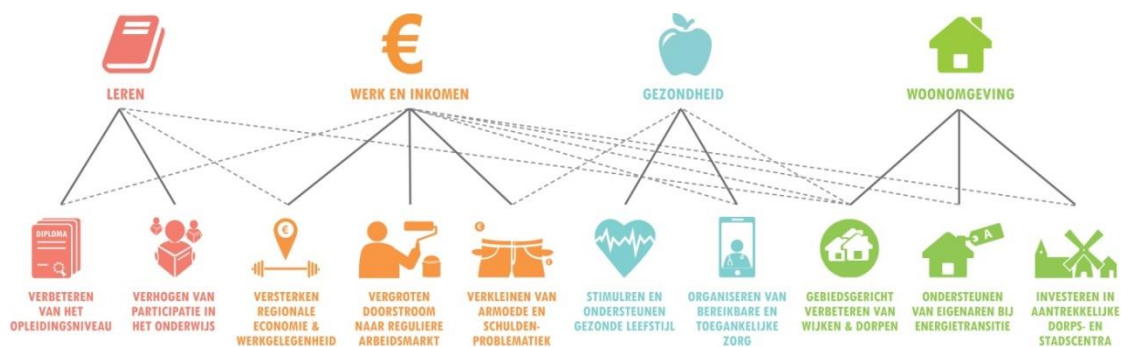 LEREN
WERK EN INKOMEN
GEZONDHEID
WOONOMGEVING
DIPLOMA
€
€
€
€
A
VERBETEREN
VAN HET
OPLEIDINGSNIVEAU
VERHOGEN VAN
PARTICIPATIE IN
HET ONDERWIJS
VERSTERKEN
REGIONALE
ECONOMIE &
WERKGELEGENHEID
VERGROTEN
DOORSTROOM
NAAR REGULIERE
ARBEIDSMARKT
VERKLEINEN VAN
ARMOEDE EN
SCHULDEN-
PROBLEMATIEK
STIMULREN EN
ONDERSTEUNEN
GEZONDE LEEFSTIJL
ORGANISEREN VAN
BEREIKBARE EN
TOEGANKELIJKE
ZORG
GEBIEDSGERICHT
VERBETEREN VAN
WIJKEN & DORPEN
ONDERSTEUNEN
VAN EIGENAREN BIJ
ENERGIETRANSITIE
INVESTEREN IN
AANTREKKELIJKE
DORPS- EN
STADSCENTRA